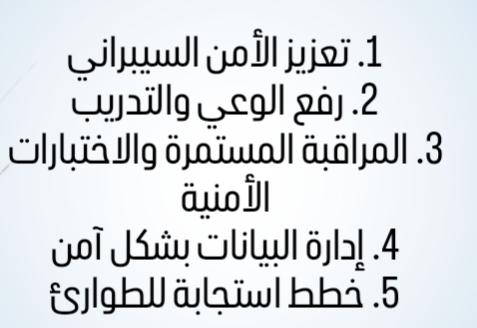 1. تعزيز الأمن السيبراني
2. رفع الوعي والتدريب
3. المراقبة المستمرة والاختبارات
الأمنية
4. إدارة البيانات بشكل آمن
5. خطط استجابة للطوارئ